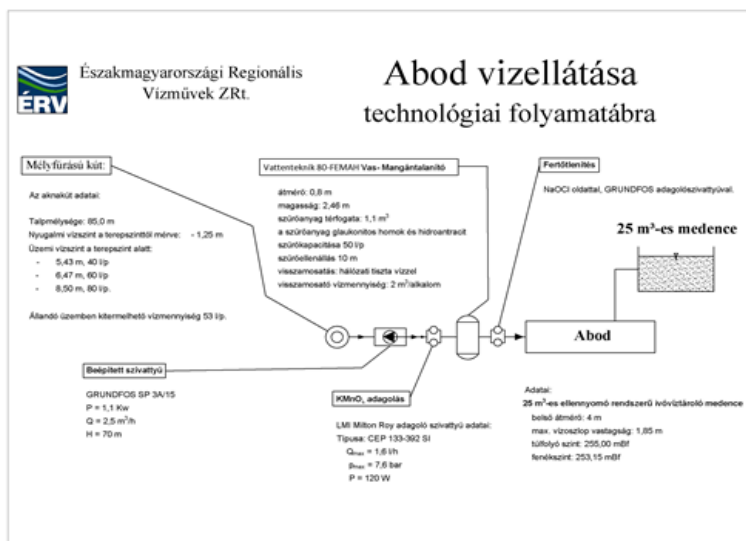 Északmagyarországi Regionális
Vízművek ZRt.
ÉRV
Abod vizellátása
technológiai folyamatábra
Mélyfúrású kút:
Az aknakút adatai:
Talpmélysége: 85,0 m
Nyugalmi vízszint a terepszinttől mérve: - 1,25 m
Üzemi vízszint a terepszint alatt:
- 5,43 m, 40 l/p
- 6,47 m, 60 l/p
- 8,50 m, 80 l/p.
Állandó üzemben kitermelhető vízmennyiség 53 l/p.
Vattenteknik 80-FEMAH Vas- Mangántalanító
átmérő: 0,8 m
magasság: 2,46 m
szűrőanyag térfogata: 1,1 m³
a szűrőanyag glaukonitos homok és hidroantracit
szűrőkapacitása 50 l/p
szűrőellenállás 10 m
visszamosatás: hálózati tiszta vízzel
visszamosató vízmennyiség: 2 m³/alkalom
Fertőtlenítés
NaOCl oldattal, GRUNDFOS adagolószivattyúval.
25 m³-es medence
Abod
Beépített szivattyú
GRUNDFOS SP 3A/15
P = 1,1 Kw
Q = 2,5 m³/h
H = 70 m
KMnO₄ adagolás
LMI Milton Roy adagoló szivattyú adatai:
Típusa: CEP 133-392 SI
Qmax = 1,6 l/h
pmax = 7,6 bar
P = 120 W
Adatai:
25 m³-es ellennyomó rendszerű ivóvíztároló medence
belső átmérő: 4 m
max. vízoszlop vastagság: 1,85 m
túlfolyó szint: 255,00 mBf
fenékszint: 253,15 mBf